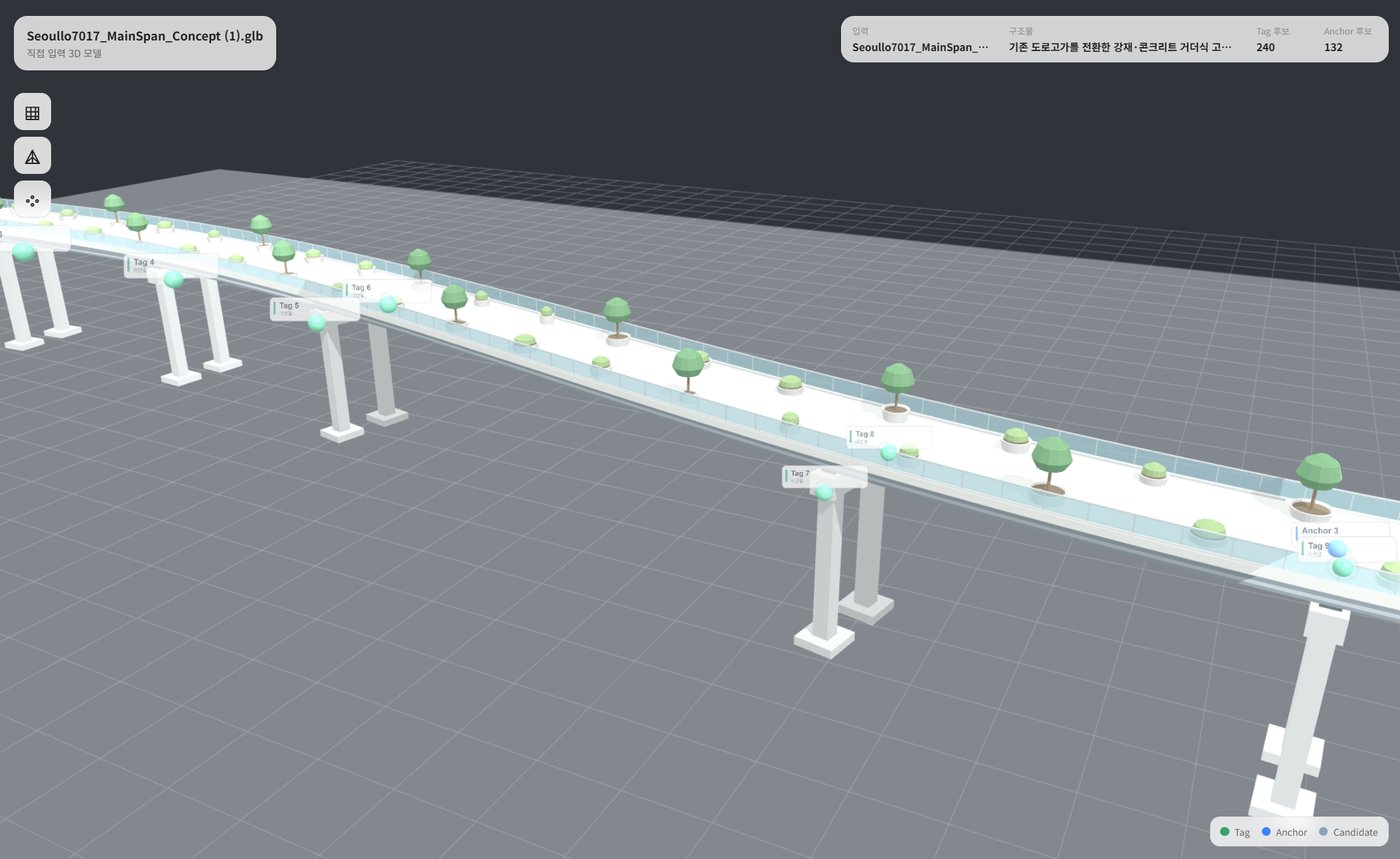 Seoullo7017_MainSpan_Concept (1).glb
직접 입력 3D 모델
입력
Seoullo7017_MainSpan_…
구조물
기존 도로고가를 전환한 강재·콘크리트 거더식 고…
Tag 후보
240
Anchor 후보
132
Tag 4
Tag 6
Tag 5
Tag 8
Tag 7
Anchor 3
Tag 9
Tag
Anchor
Candidate